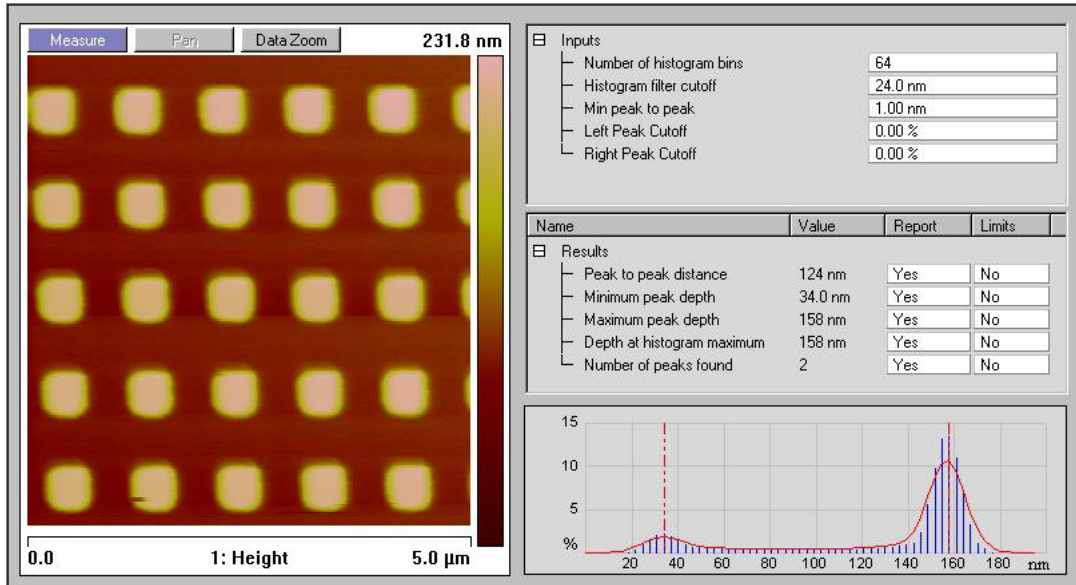 Measure Pan Data Zoom 231.8 nm
0.0 1: Height 5.0 µm
Inputs
Number of histogram bins 64
Histogram filter cutoff 24.0 nm
Min peak to peak 1.00 nm
Left Peak Cutoff 0.00 %
Right Peak Cutoff 0.00 %
Name Value Report Limits
Results
Peak to peak distance 124 nm Yes No
Minimum peak depth 34.0 nm Yes No
Maximum peak depth 158 nm Yes No
Depth at histogram maximum 158 nm Yes No
Number of peaks found 2 Yes No
15
10
5
%
20 40 60 80 100 120 140 160 180 nm